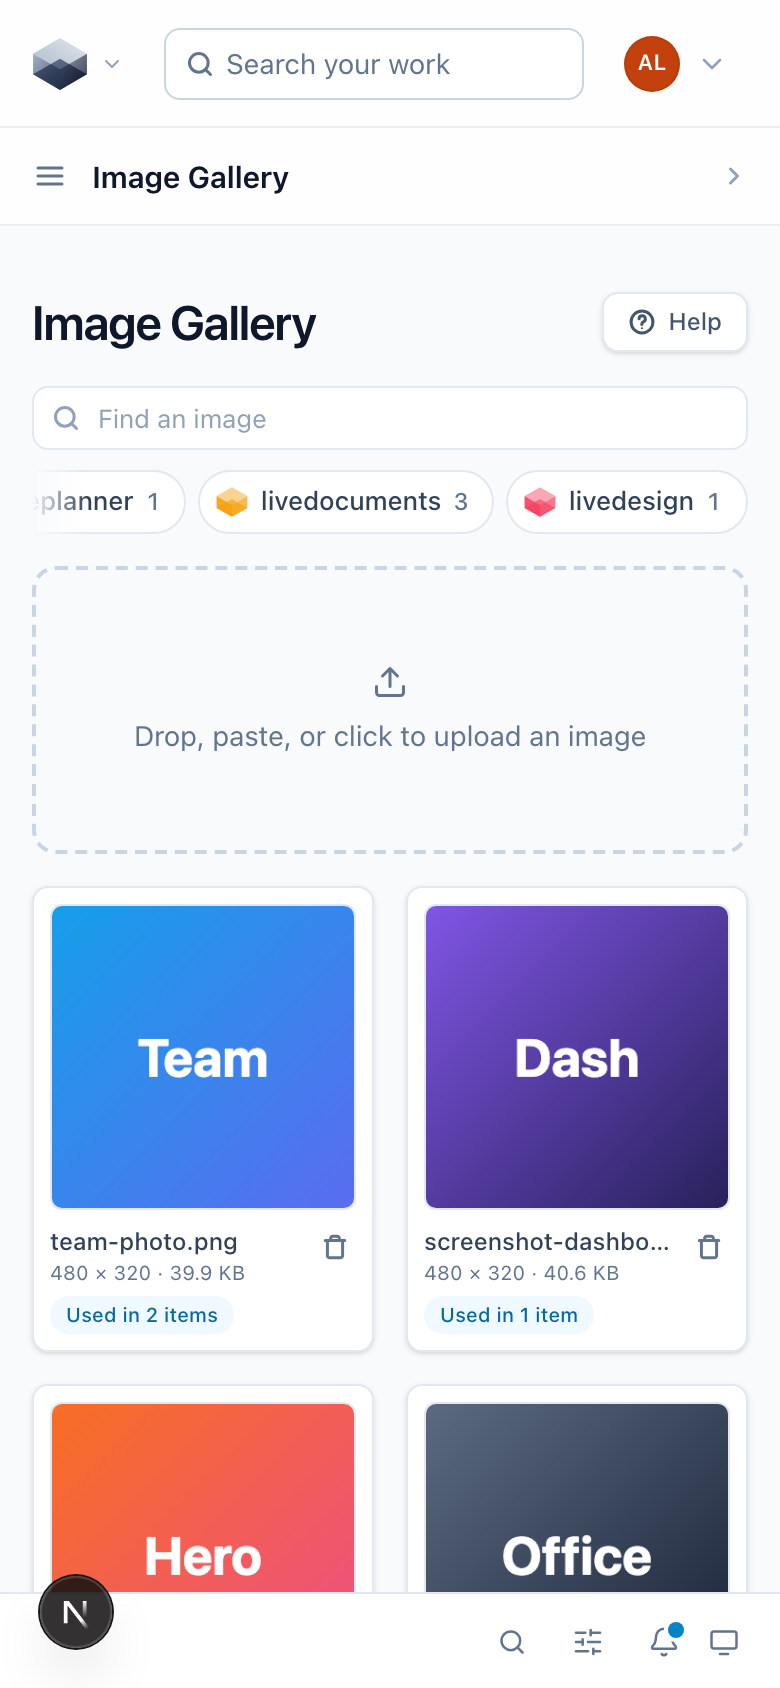 Search your work
AL
Image Gallery
Image Gallery
Help
Find an image
eplanner 1
livedocuments 3
livedesign 1
Drop, paste, or click to upload an image
Team
Dash
team-photo.png
480 × 320 · 39.9 KB
Used in 2 items
screenshot-dashbo...
480 × 320 · 40.6 KB
Used in 1 item
Hero
Office
N